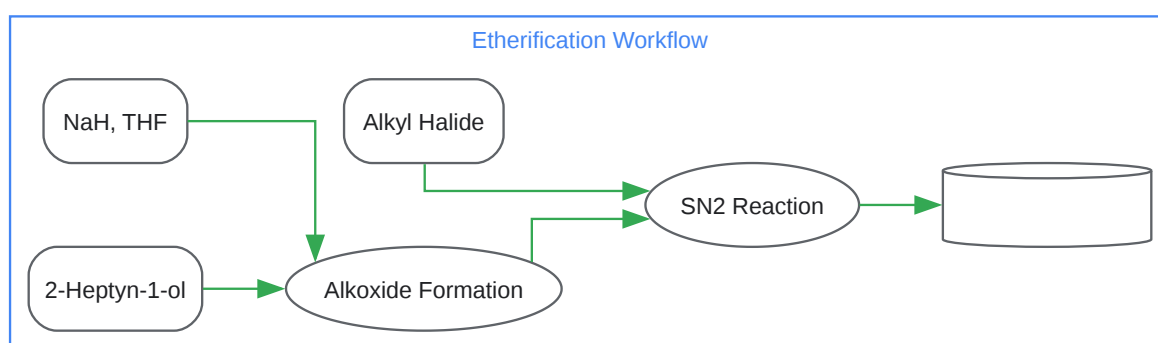 Etherification Workflow
NaH, THF
Alkyl Halide
SN2 Reaction
2-Heptyn-1-ol
Alkoxide Formation